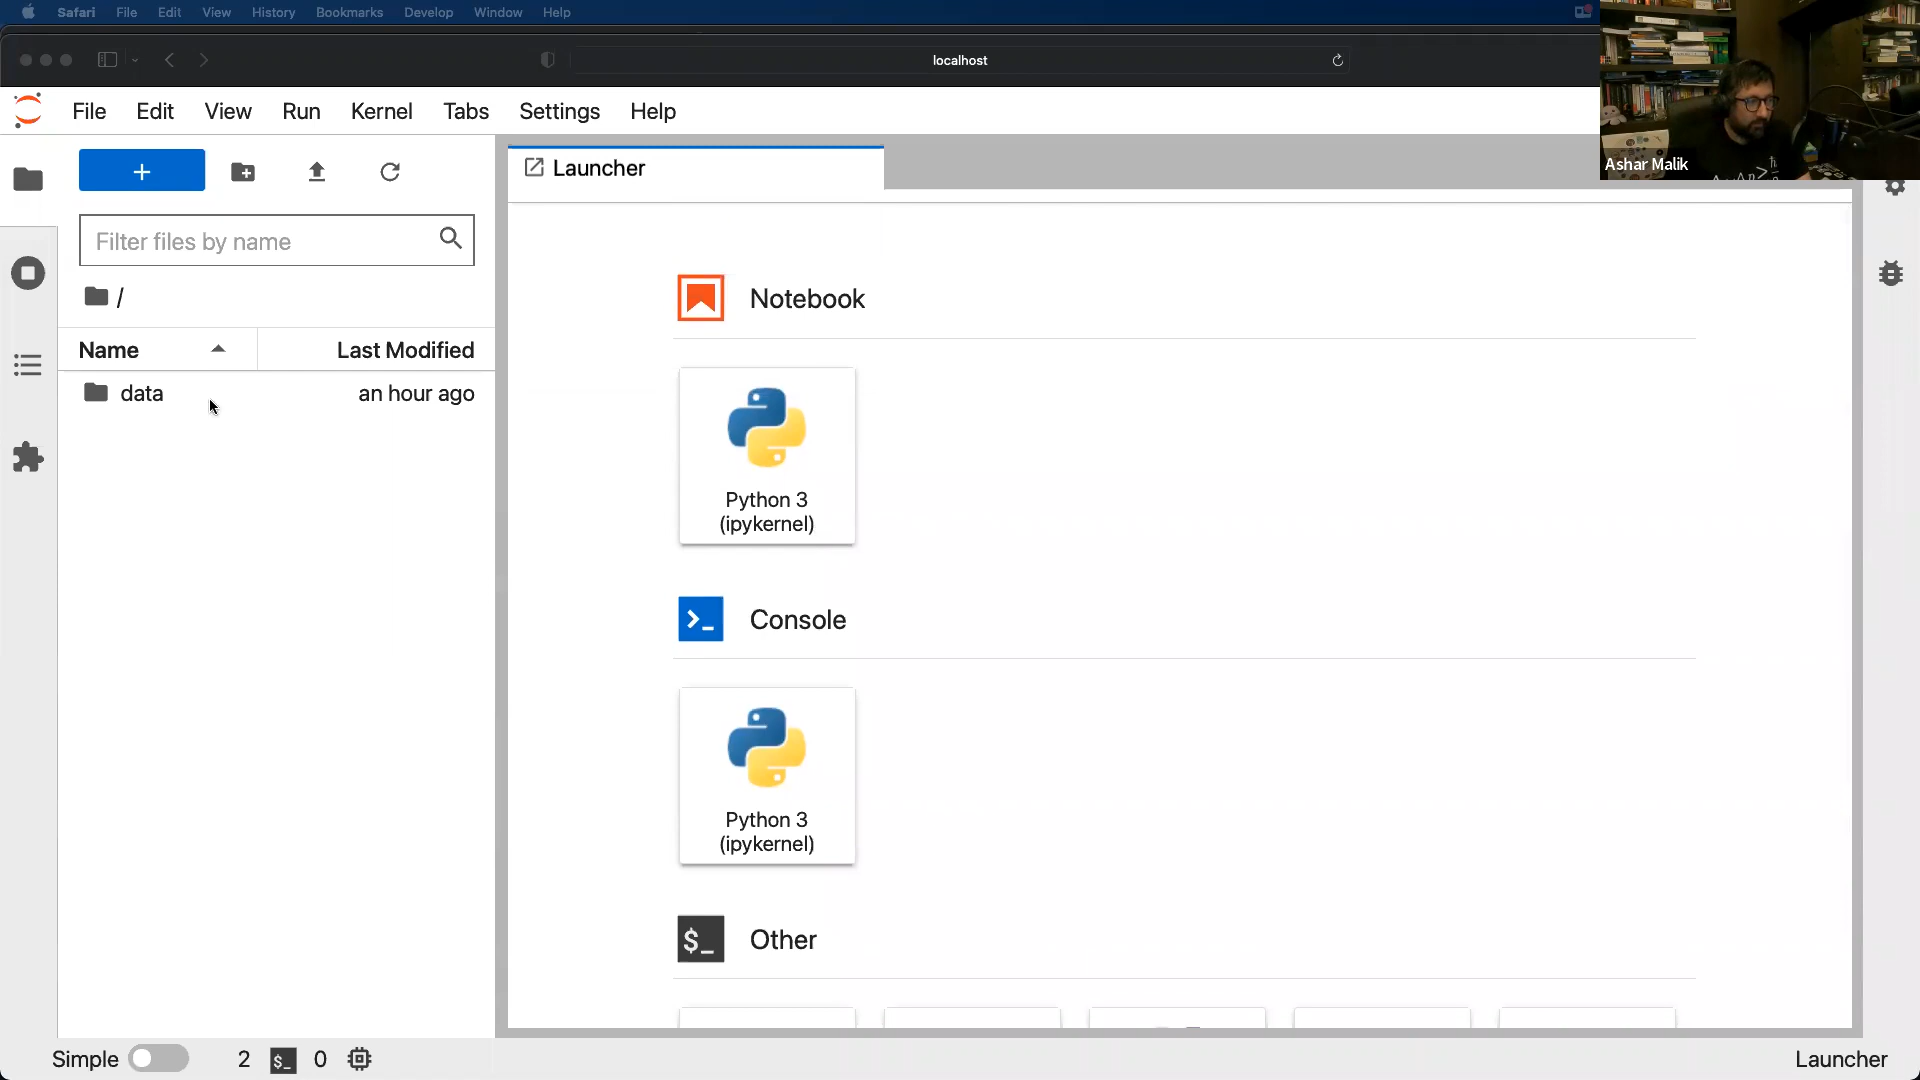 Safari File Edit View History Bookmarks Develop Window Help
localhost
File Edit View Run Kernel Tabs Settings Help
Ashar Malik
+
Launcher
Filter files by name
/
Notebook
Name Last Modified
data an hour ago
Python 3
(ipykernel)
>_ Console
Python 3
(ipykernel)
$_ Other
Simple 2 $_ 0 Launcher